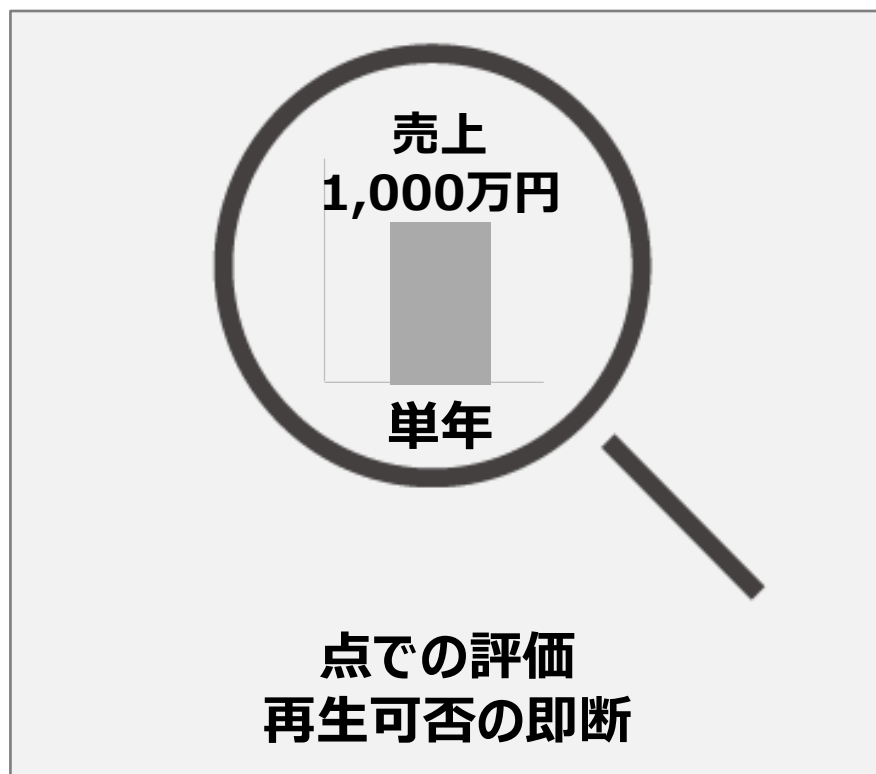 売上
1,000万円
単年
点での評価
再生可否の即断